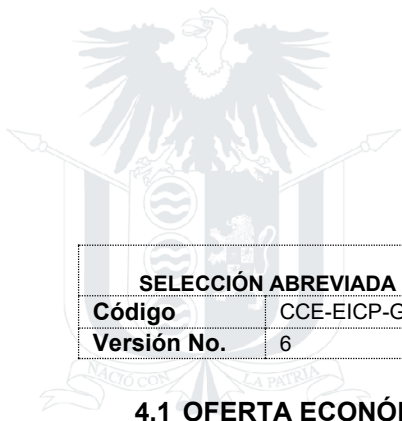 SELECCIÓN ABREVIADA
Código CCE-EICP-G
Versión No. 6
NACIÓ CON LA PATRIA
4.1 OFERTA ECONÓ